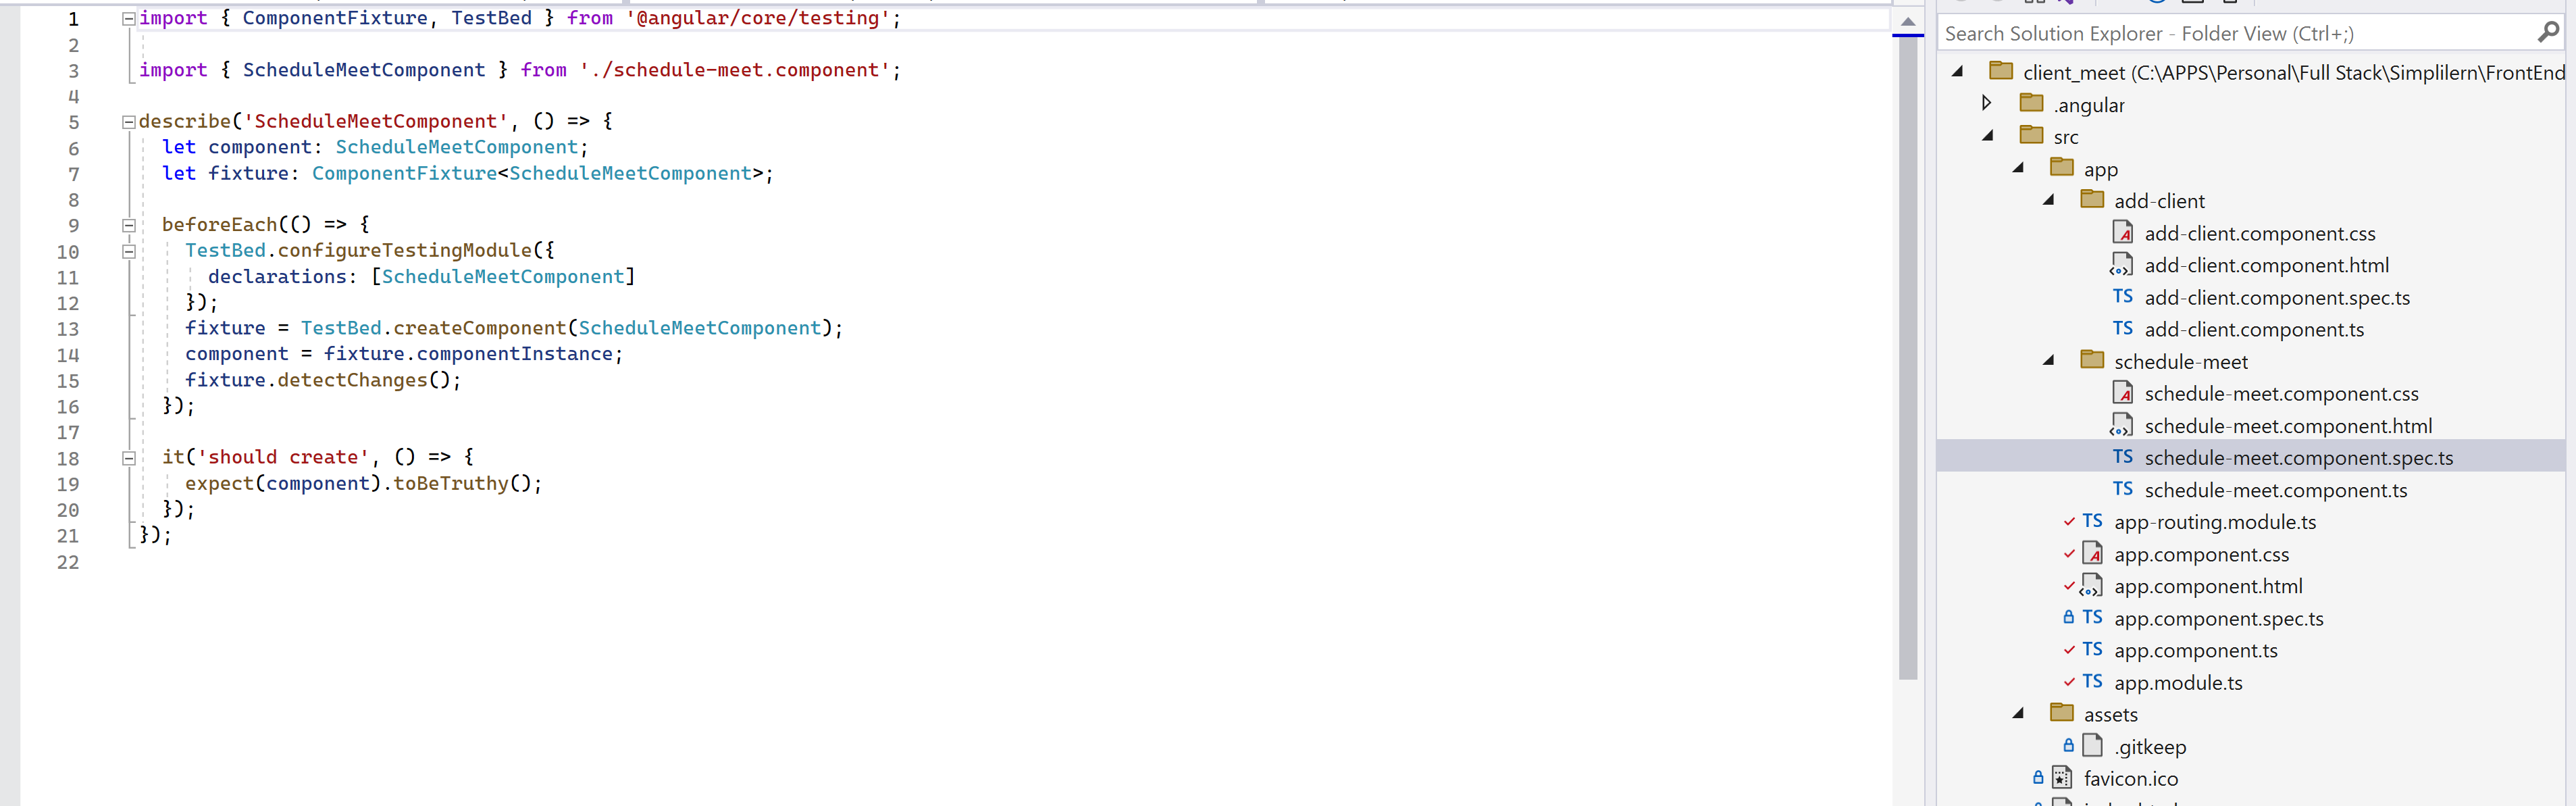 1 import { ComponentFixture, TestBed } from '@angular/core/testing';
2
3 import { ScheduleMeetComponent } from './schedule-meet.component';
4
5 describe('ScheduleMeetComponent', () => {
6 let component: ScheduleMeetComponent;
7 let fixture: ComponentFixture<ScheduleMeetComponent>;
8
9 beforeEach(() => {
10 TestBed.configureTestingModule({
11 declarations: [ScheduleMeetComponent]
12 });
13 fixture = TestBed.createComponent(ScheduleMeetComponent);
14 component = fixture.componentInstance;
15 fixture.detectChanges();
16 });
17
18 it('should create', () => {
19 expect(component).toBeTruthy();
20 });
21 });
22
Search Solution Explorer - Folder View (Ctrl+;)
client_meet (C:\APPS\Personal\Full Stack\Simplilern\FrontEnd
.angular
src
app
add-client
add-client.component.css
add-client.component.html
TS add-client.component.spec.ts
TS add-client.component.ts
schedule-meet
schedule-meet.component.css
schedule-meet.component.html
TS schedule-meet.component.spec.ts
TS schedule-meet.component.ts
TS app-routing.module.ts
app.component.css
app.component.html
TS app.component.spec.ts
TS app.component.ts
TS app.module.ts
assets
.gitkeep
favicon.ico